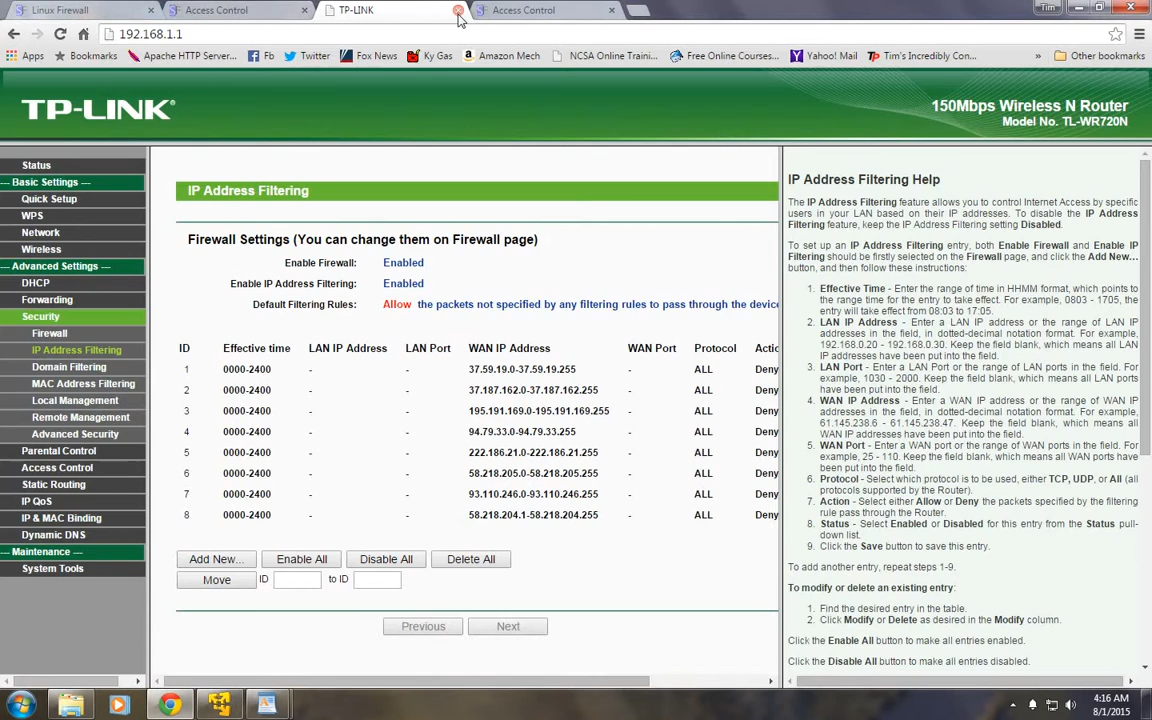 Linux Firewall
Access Control
TP-LINK
Access Control
Tim
192.168.1.1
Apps
Bookmarks
Apache HTTP Server...
Fb
Twitter
Fox News
Ky Gas
Amazon Mech
NCSA Online Traini...
Free Online Courses...
Yahoo! Mail
Tim's Incredibly Con...
»
Other bookmarks
TP-LINK®
150Mbps Wireless N Router
Model No. TL-WR720N
Status
--- Basic Settings ---
Quick Setup
WPS
Network
Wireless
--- Advanced Settings ---
DHCP
Forwarding
Security
Firewall
IP Address Filtering
Domain Filtering
MAC Address Filtering
Local Management
Remote Management
Advanced Security
Parental Control
Access Control
Static Routing
IP QoS
IP & MAC Binding
Dynamic DNS
--- Maintenance ---
System Tools
IP Address Filtering
Firewall Settings (You can change them on Firewall page)
Enable Firewall: Enabled
Enable IP Address Filtering: Enabled
Default Filtering Rules: Allow the packets not specified by any filtering rules to pass through the device
ID Effective time LAN IP Address LAN Port WAN IP Address WAN Port Protocol Actio
1 0000-2400 - - 37.59.19.0-37.59.19.255 - ALL Deny
2 0000-2400 - - 37.187.162.0-37.187.162.255 - ALL Deny
3 0000-2400 - - 195.191.169.0-195.191.169.255 - ALL Deny
4 0000-2400 - - 94.79.33.0-94.79.33.255 - ALL Deny
5 0000-2400 - - 222.186.21.0-222.186.21.255 - ALL Deny
6 0000-2400 - - 58.218.205.0-58.218.205.255 - ALL Deny
7 0000-2400 - - 93.110.246.0-93.110.246.255 - ALL Deny
8 0000-2400 - - 58.218.204.1-58.218.204.255 - ALL Deny
Add New... Enable All Disable All Delete All
Move ID to ID
Previous Next
IP Address Filtering Help
The IP Address Filtering feature allows you to control Internet Access by specific
users in your LAN based on their IP addresses. To disable the IP Address
Filtering feature, keep the IP Address Filtering setting Disabled.
To set up an IP Address Filtering entry, both Enable Firewall and Enable IP
Filtering should be firstly selected on the Firewall page, and click the Add New...
button, and then follow these instructions:
1. Effective Time - Enter the range of time in HHMM format, which points to
the range time for the entry to take effect. For example, 0803 - 1705, the
entry will take effect from 08:03 to 17:05.
2. LAN IP Address - Enter a LAN IP address or the range of LAN IP
addresses in the field, in dotted-decimal notation format. For example,
192.168.0.20 - 192.168.0.30. Keep the field blank, which means all LAN
IP addresses have been put into the field.
3. LAN Port - Enter a LAN Port or the range of LAN ports in the field. For
example, 1030 - 2000. Keep the field blank, which means all LAN ports
have been put into the field.
4. WAN IP Address - Enter a WAN IP address or the range of WAN IP
addresses in the field, in dotted-decimal notation format. For example,
61.145.238.6 - 61.145.238.47. Keep the field blank, which means all
WAN IP addresses have been put into the field.
5. WAN Port - Enter a WAN Port or the range of WAN ports in the field. For
example, 25 - 110. Keep the field blank, which means all WAN ports have
been put into the field.
6. Protocol - Select which protocol is to be used, either TCP, UDP, or All (all
protocols supported by the Router).
7. Action - Select either Allow or Deny the packets specified by the filtering
rule pass through the Router.
8. Status - Select Enabled or Disabled for this entry from the Status pull-
down list.
9. Click the Save button to save this entry.
To add another entry, repeat steps 1-9.
To modify or delete an existing entry:
1. Find the desired entry in the table.
2. Click Modify or Delete as desired in the Modify column.
Click the Enable All button to make all entries enabled.
Click the Disable All button to make all entries disabled.
4:16 AM
8/1/2015